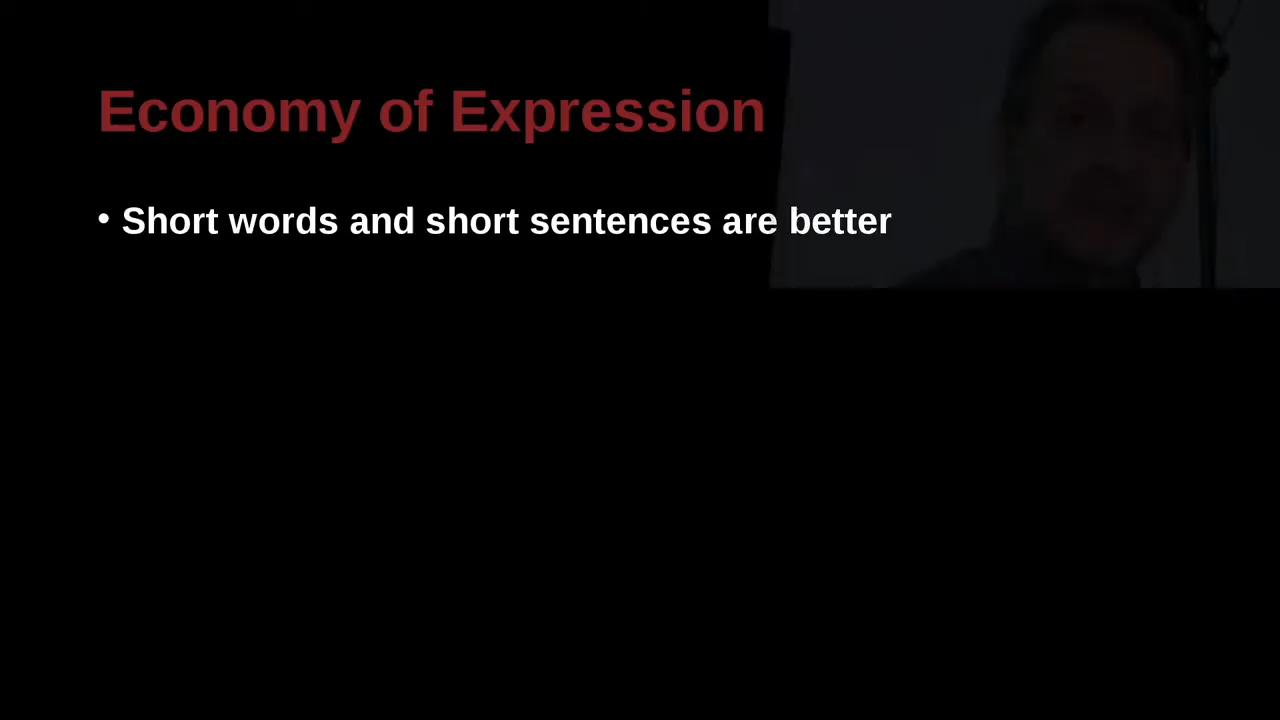 Economy of Expression
• Short words and short sentences are better